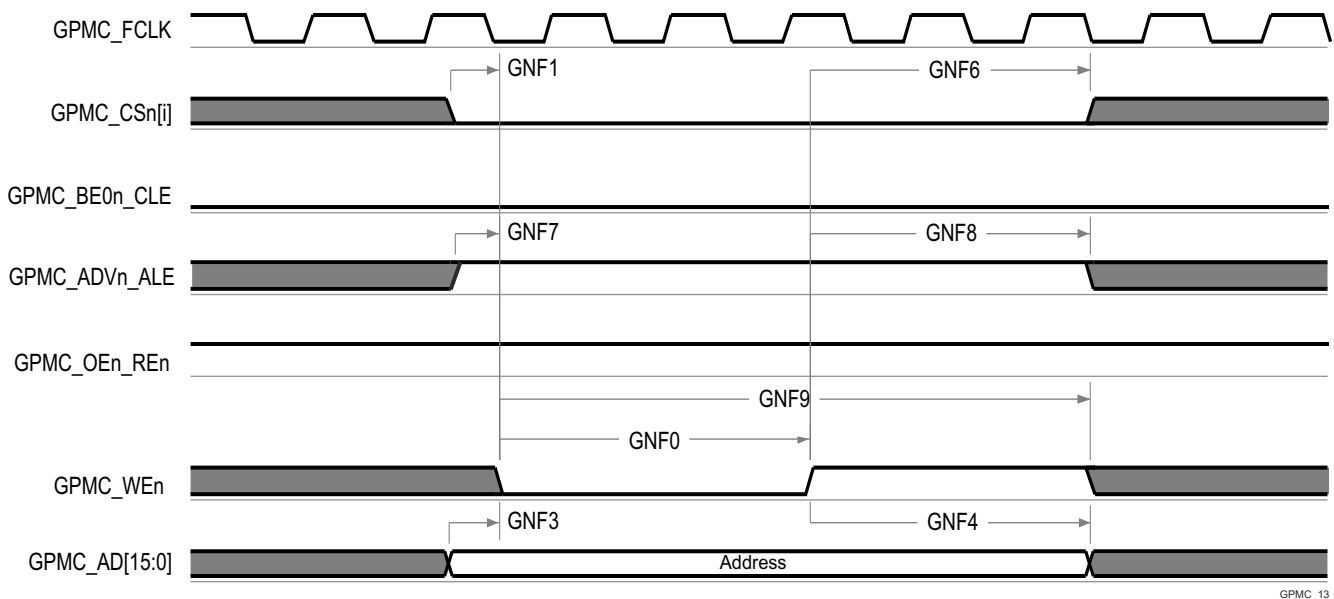 GPMC_FCLK
GNF1
GNF6
GPMC_CSn[i]
GPMC_BE0n_CLE
GNF7
GNF8
GPMC_ADVn_ALE
GPMC_OEn_REn
GNF9
GNF0
GPMC_WEn
GNF3
GNF4
GPMC_AD[15:0]
Address
GPMC_13